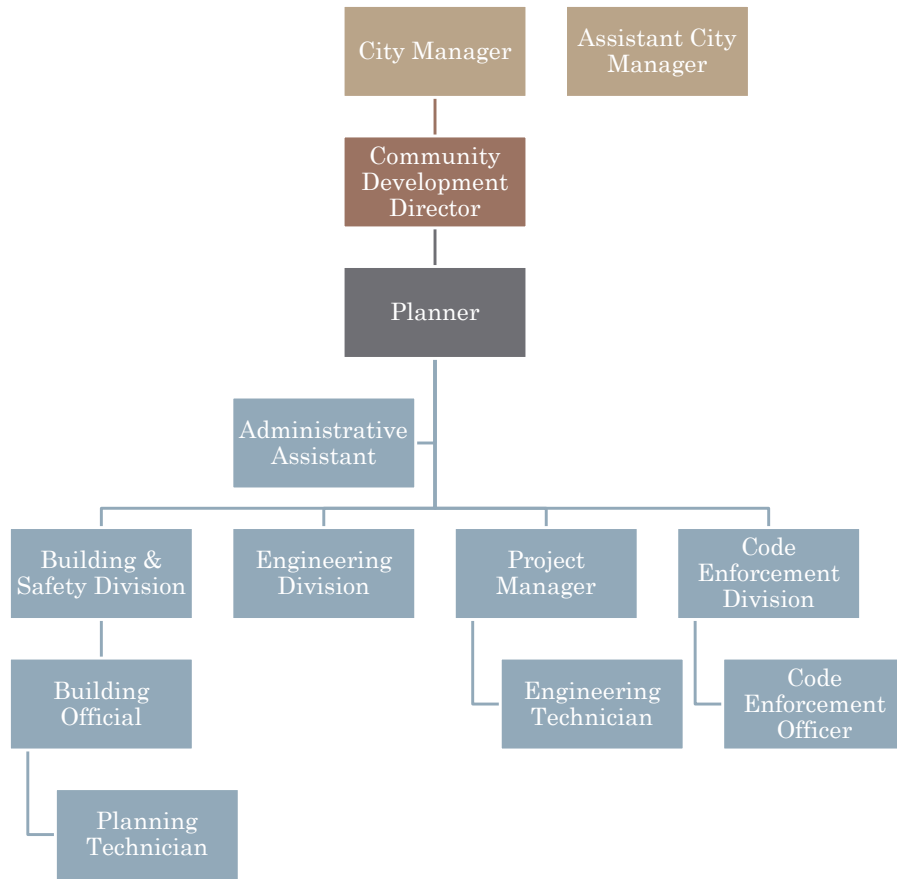 City Manager
Assistant City
Manager
Community
Development
Director
Planner
Administrative
Assistant
Building &
Safety Division
Engineering
Division
Project
Manager
Code
Enforcement
Division
Building
Official
Engineering
Technician
Code
Enforcement
Officer
Planning
Technician